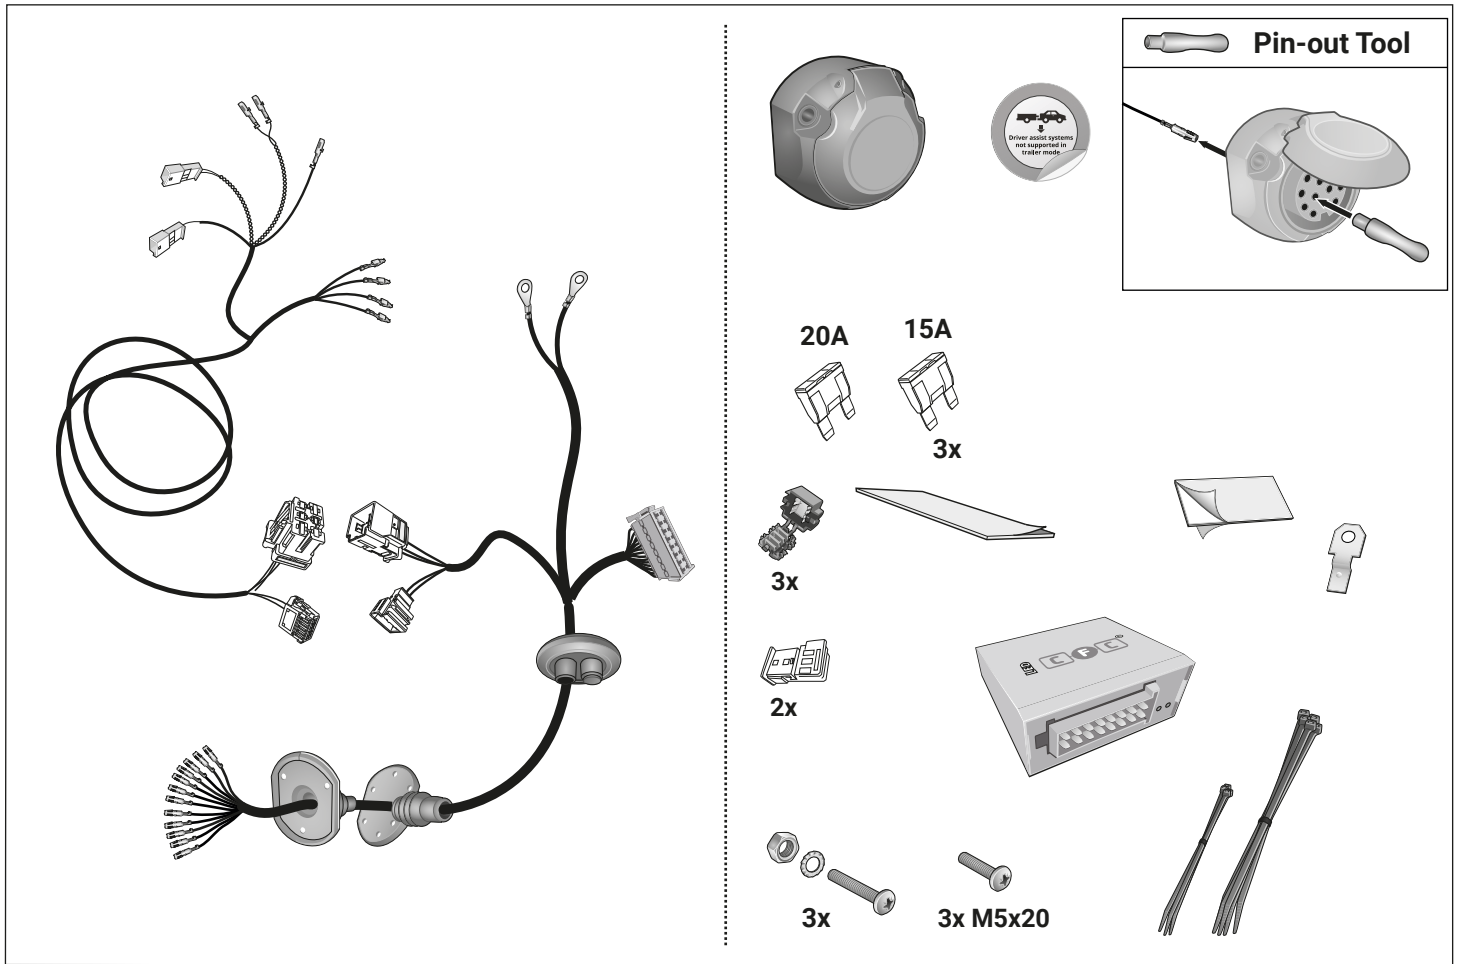 Pin-out Tool
Driver assist systems
not supported in
trailer mode
20A
15A
3x
3x
2x
CFC
3x
3x M5x20